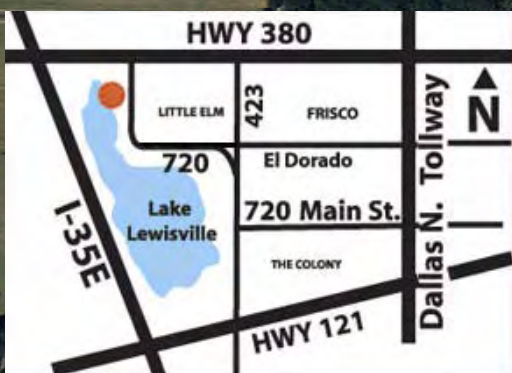 HWY 380
LITTLE ELM
423
FRISCO
N
720
El Dorado
Lake
Lewisville
720 Main St.
I-35E
THE COLONY
Dallas N. Tollway
HWY 121